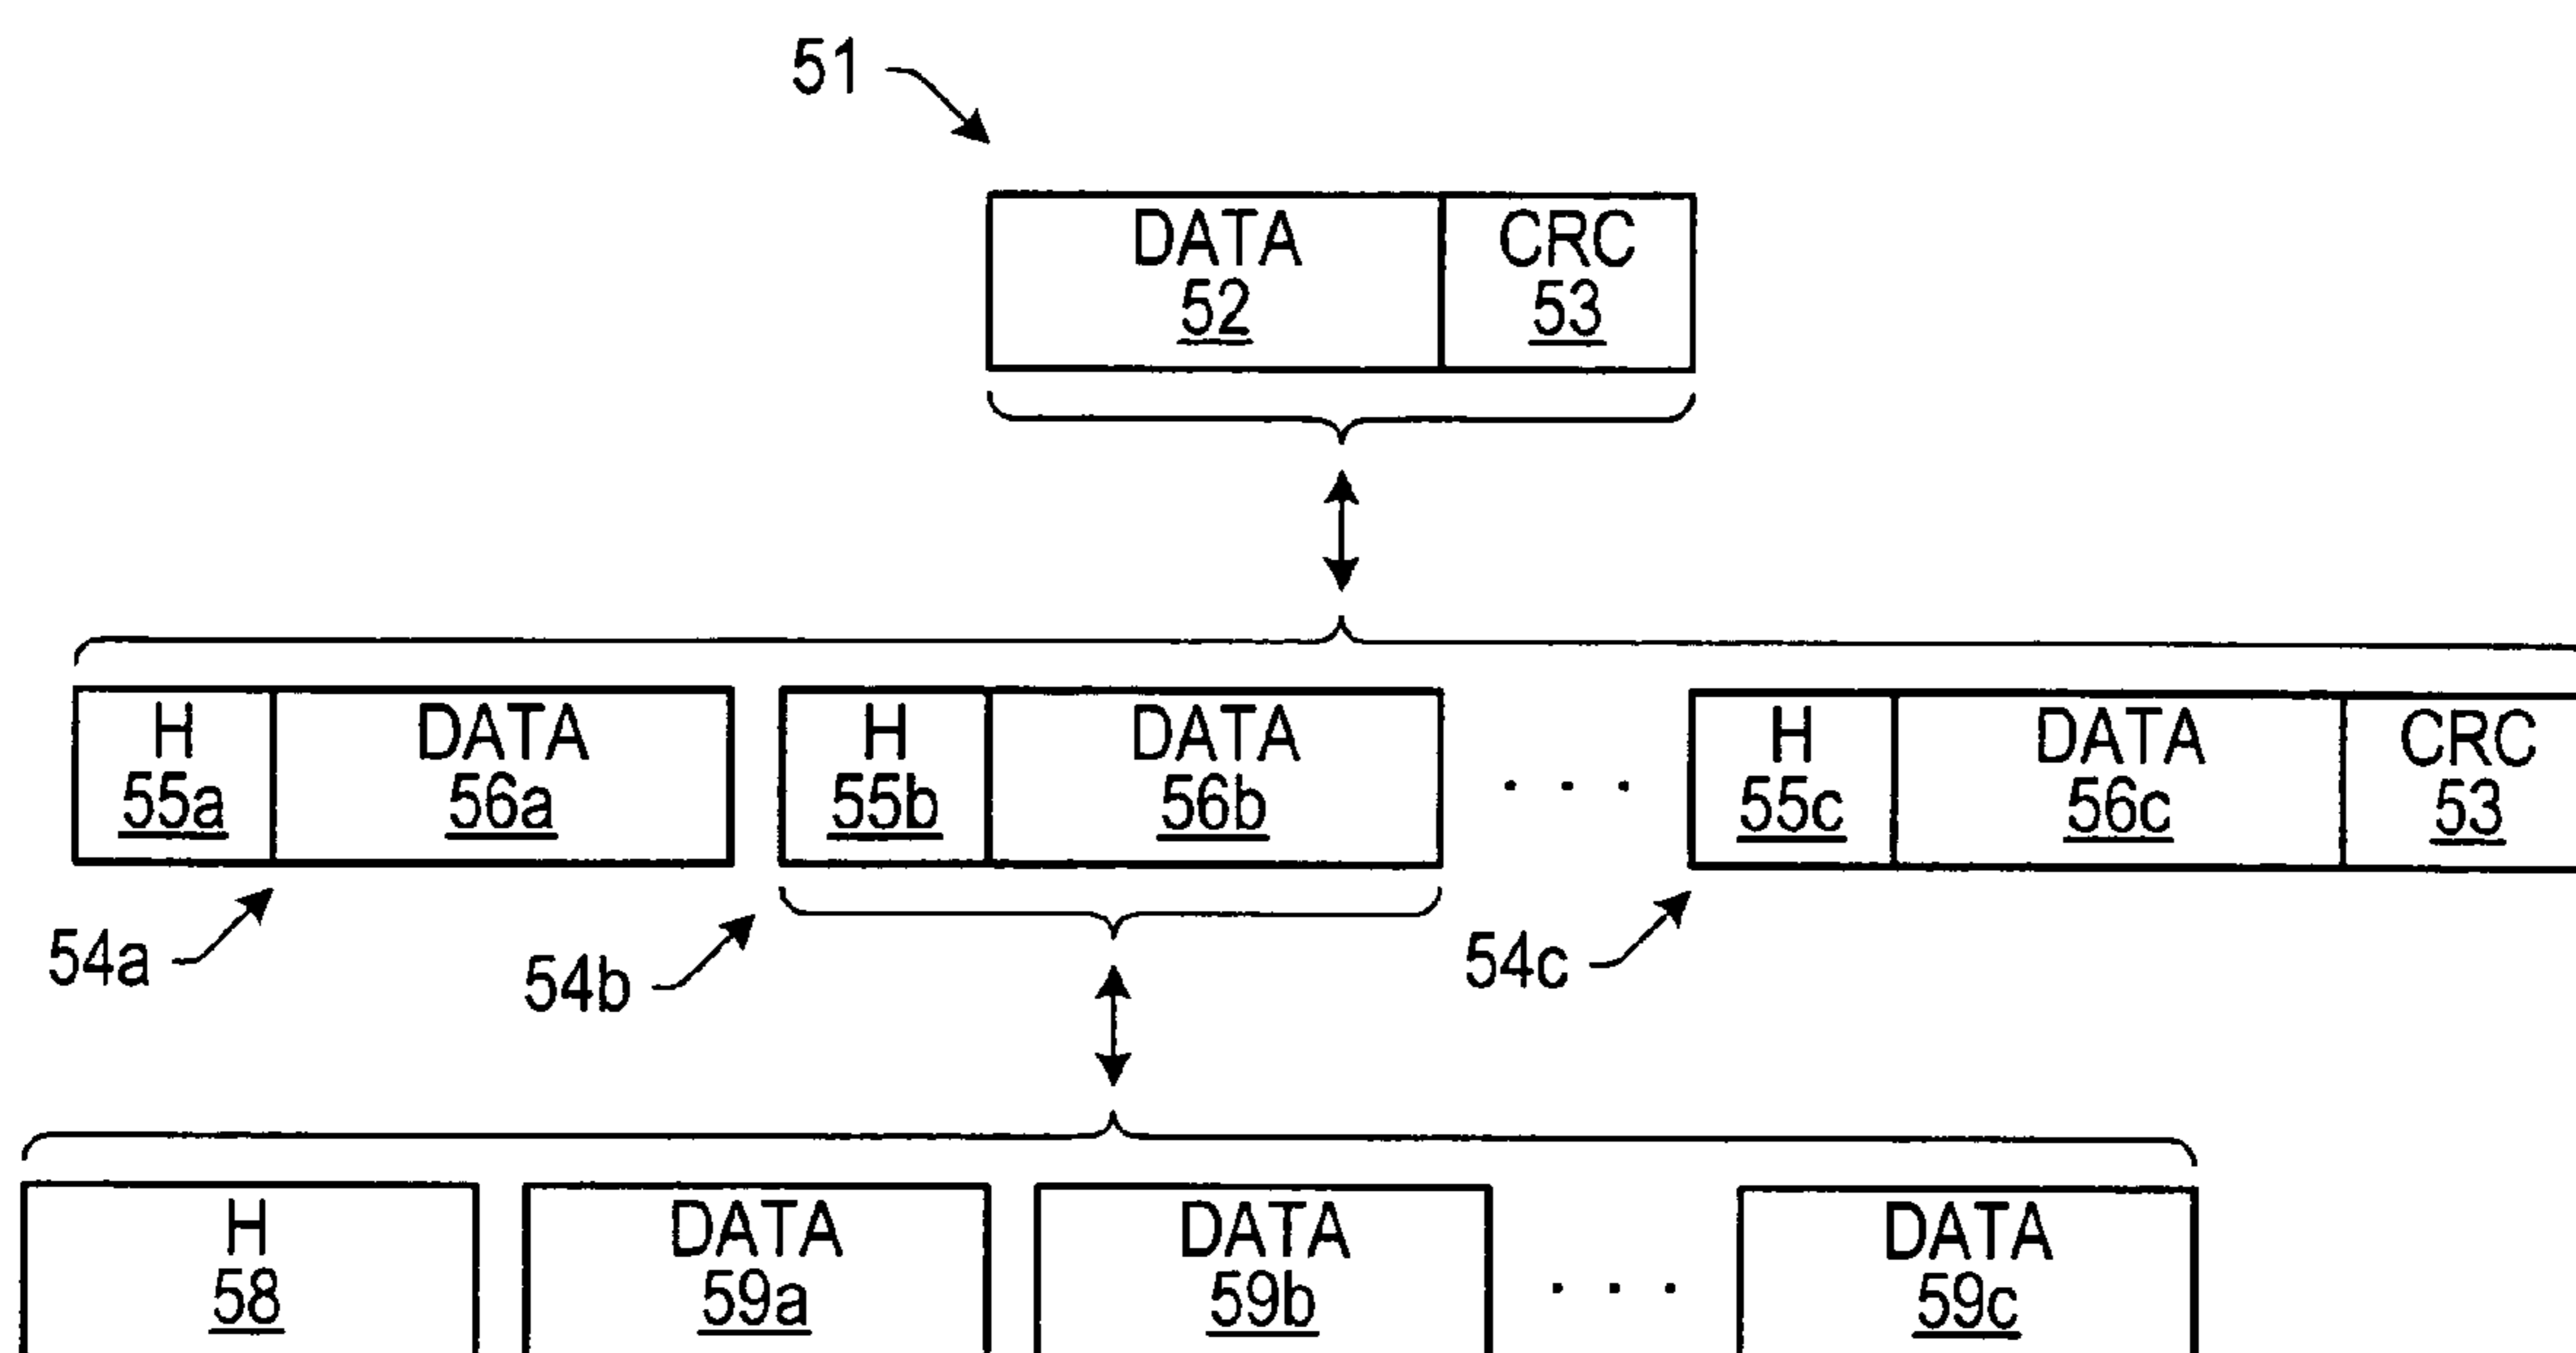 51
DATA CRC
52 53
H DATA H DATA . . . H DATA CRC
55a 56a 55b 56b 55c 56c 53
54a 54b 54c
H DATA DATA . . . DATA
58 59a 59b 59c